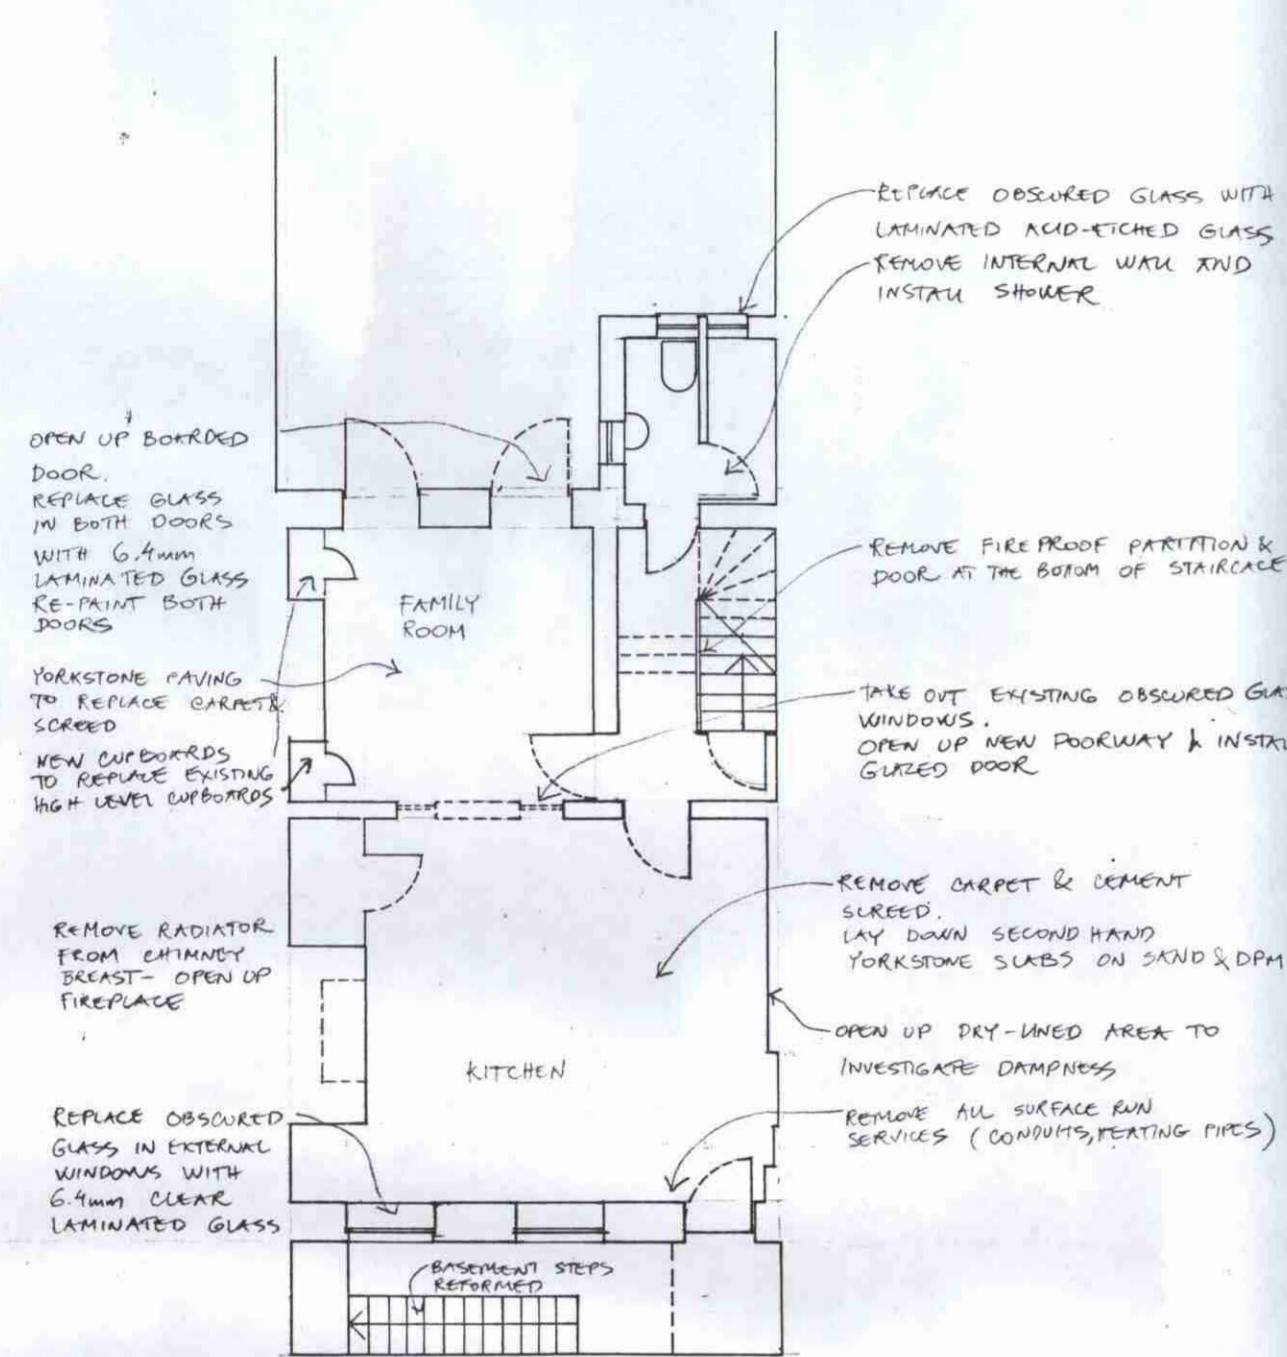 REPLACE OBSCURED GLASS WITH
LAMINATED ACID-ETCHED GLASS
REMOVE INTERNAL WALL AND
INSTALL SHOWER
OPEN UP BOARDED
DOOR.
REPLACE GLASS
IN BOTH DOORS
WITH 6.4mm
LAMINATED GLASS
RE-PAINT BOTH
DOORS
FAMILY
ROOM
REMOVE FIREPROOF PARTITION &
DOOR AT THE BOTTOM OF STAIRCASE
YORKSTONE PAVING
TO REPLACE CARPET &
SCREED
NEW CUPBOARDS
TO REPLACE EXISTING
HIGH LEVEL CUPBOARDS
TAKE OUT EXISTING OBSCURED GLA
WINDOWS.
OPEN UP NEW DOORWAY & INSTAL
GLAZED DOOR
REMOVE RADIATOR
FROM CHIMNEY
BREAST- OPEN UP
FIREPLACE
REMOVE CARPET & CEMENT
SCREED.
LAY DOWN SECOND HAND
YORKSTONE SLABS ON SAND & DPM
OPEN UP DRY-LINED AREA TO
INVESTIGATE DAMPNESS
KITCHEN
REPLACE OBSCURED
GLASS IN EXTERNAL
WINDOWS WITH
6.4mm CLEAR
LAMINATED GLASS
REMOVE ALL SURFACE RUN
SERVICES (CONDUITS, HEATING PIPES)
BASEMENT STEPS
REFORMED